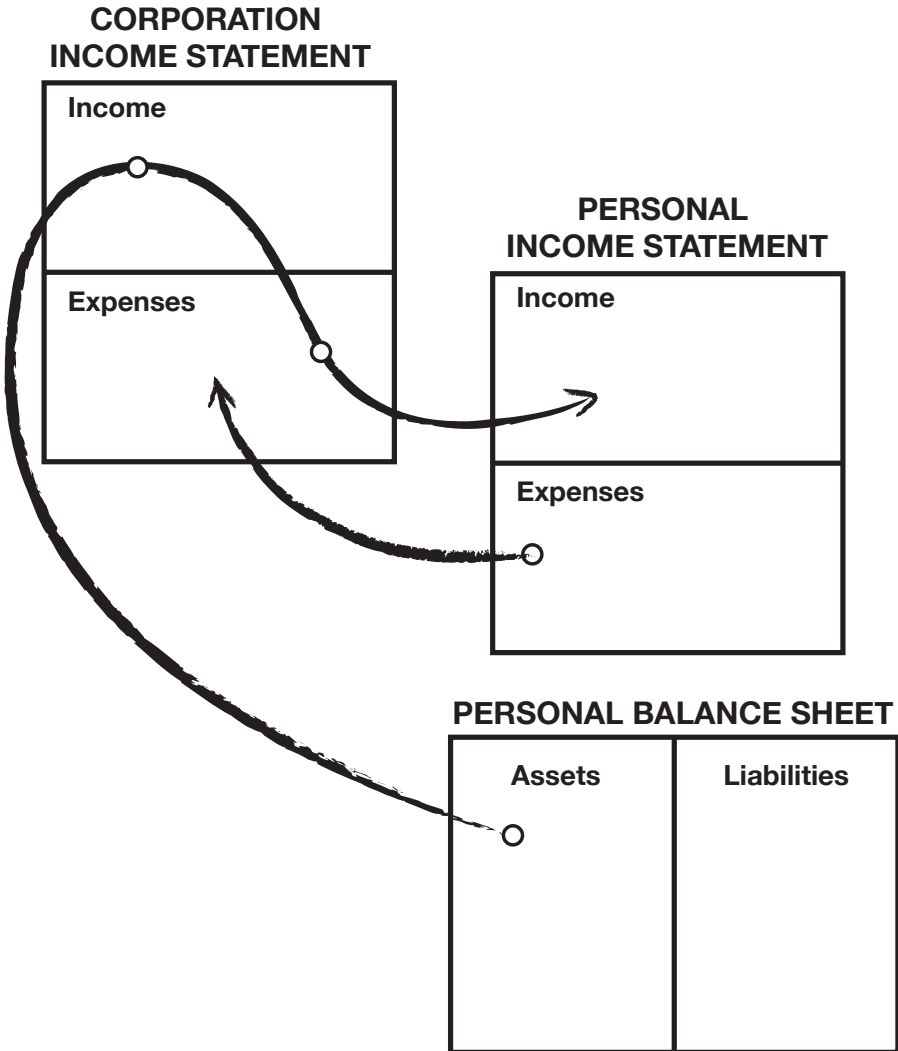 CORPORATION
INCOME STATEMENT
Income
Expenses
PERSONAL
INCOME STATEMENT
Income
Expenses
PERSONAL BALANCE SHEET
Assets
Liabilities